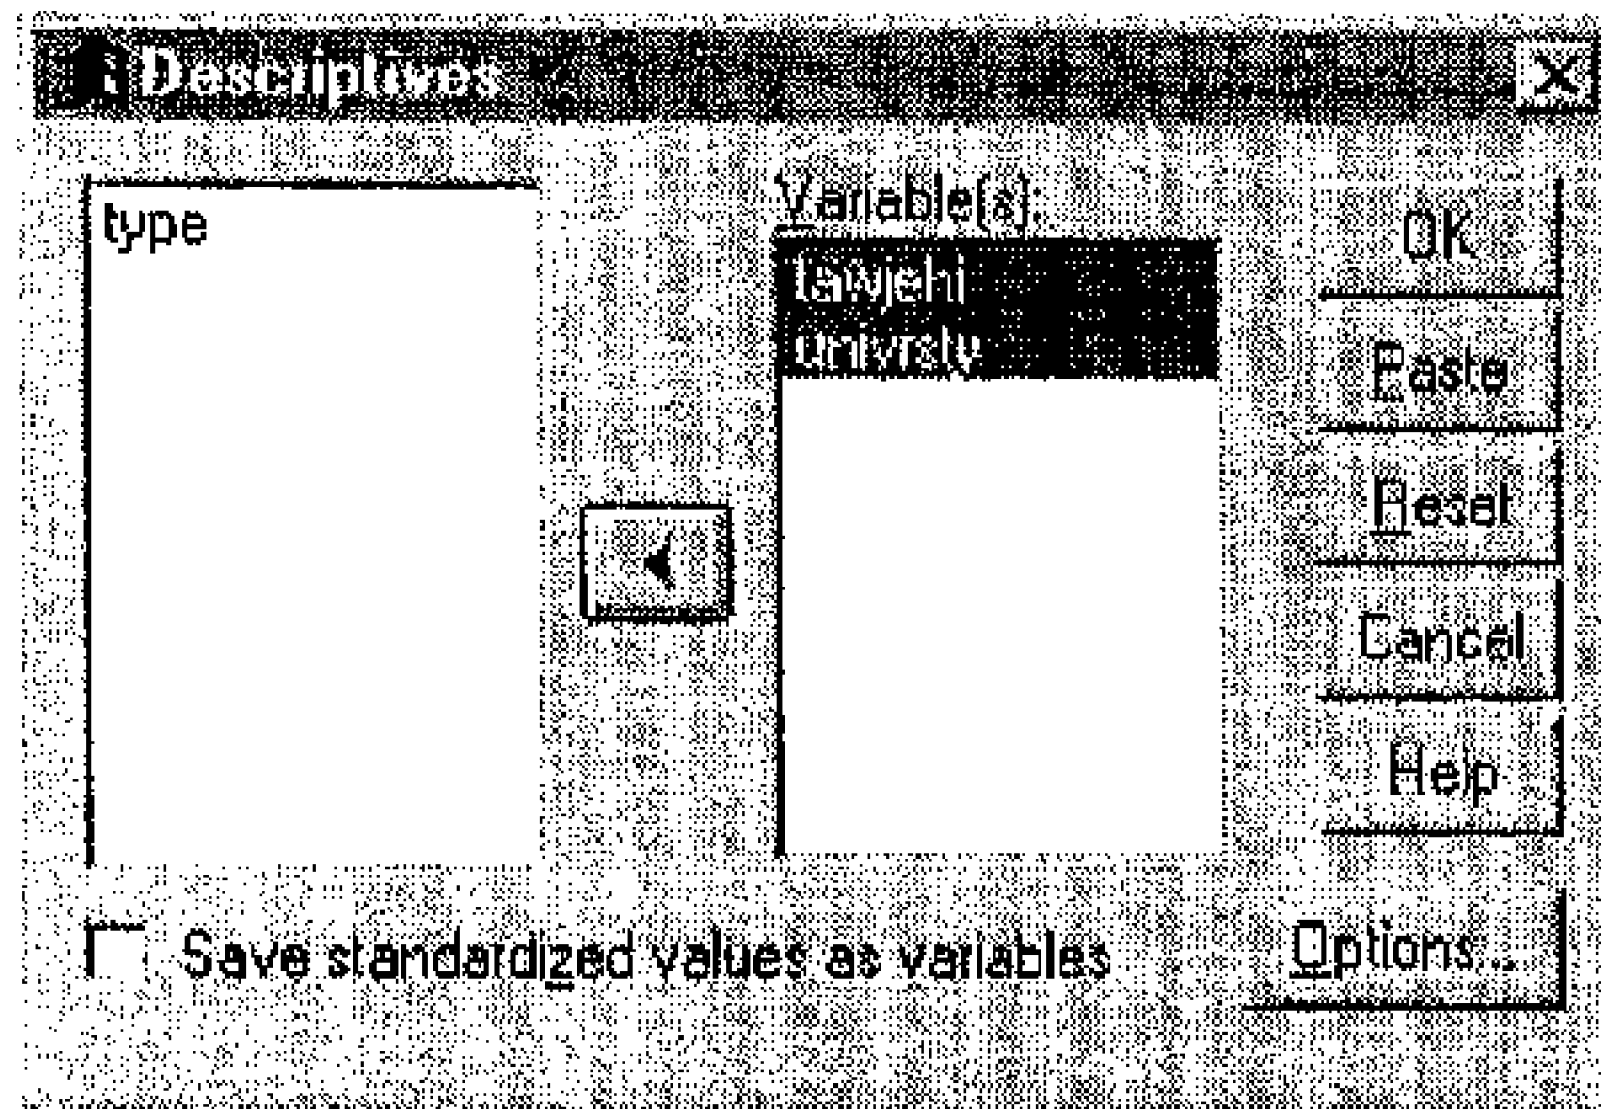 Descriptives
type
Variable(s):
tawjehi
univrsty
OK
Paste
Reset
Cancel
Help
Save standardized values as variables
Options...